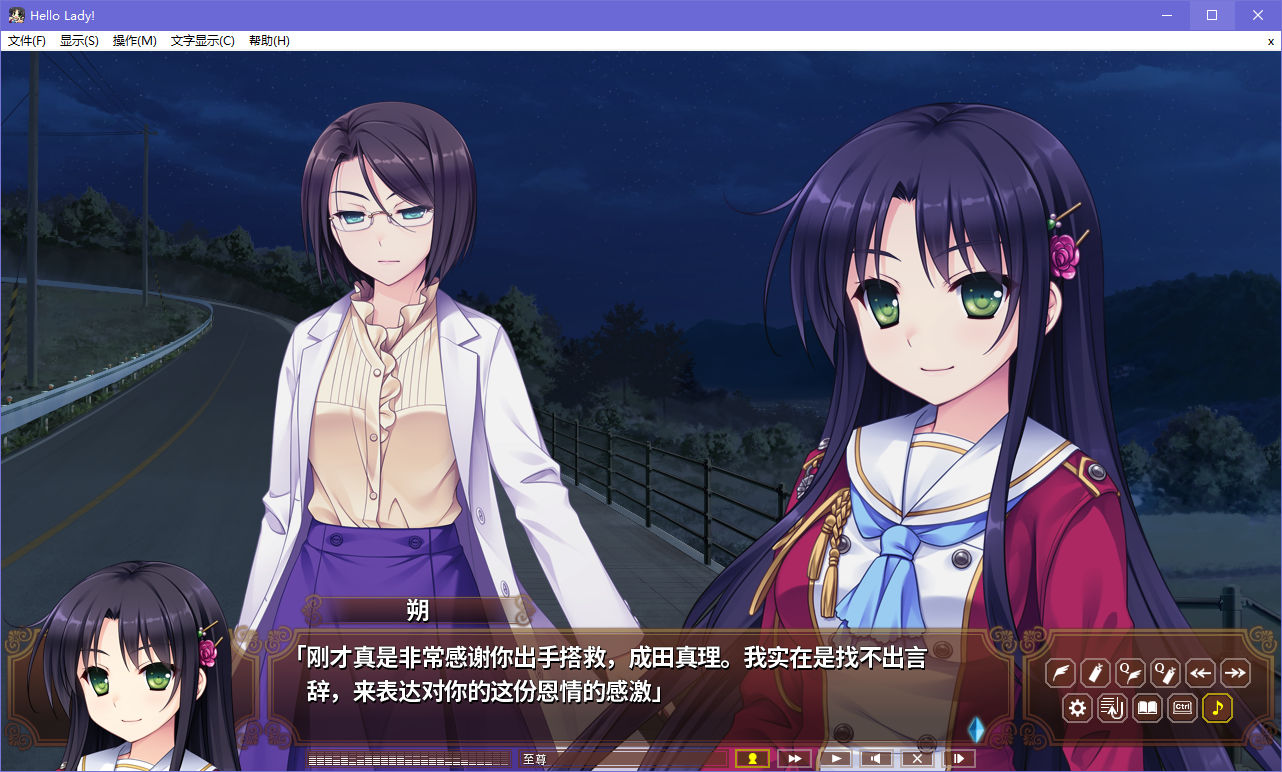 Hello Lady!
文件(F) 显示(S) 操作(M) 文字显示(C) 帮助(H)
x
朔
「刚才真是非常感谢你出手搭救，成田真理。我实在是找不出言
辞，来表达对你的这份恩情的感激」
Q Q
Ctrl
至尊